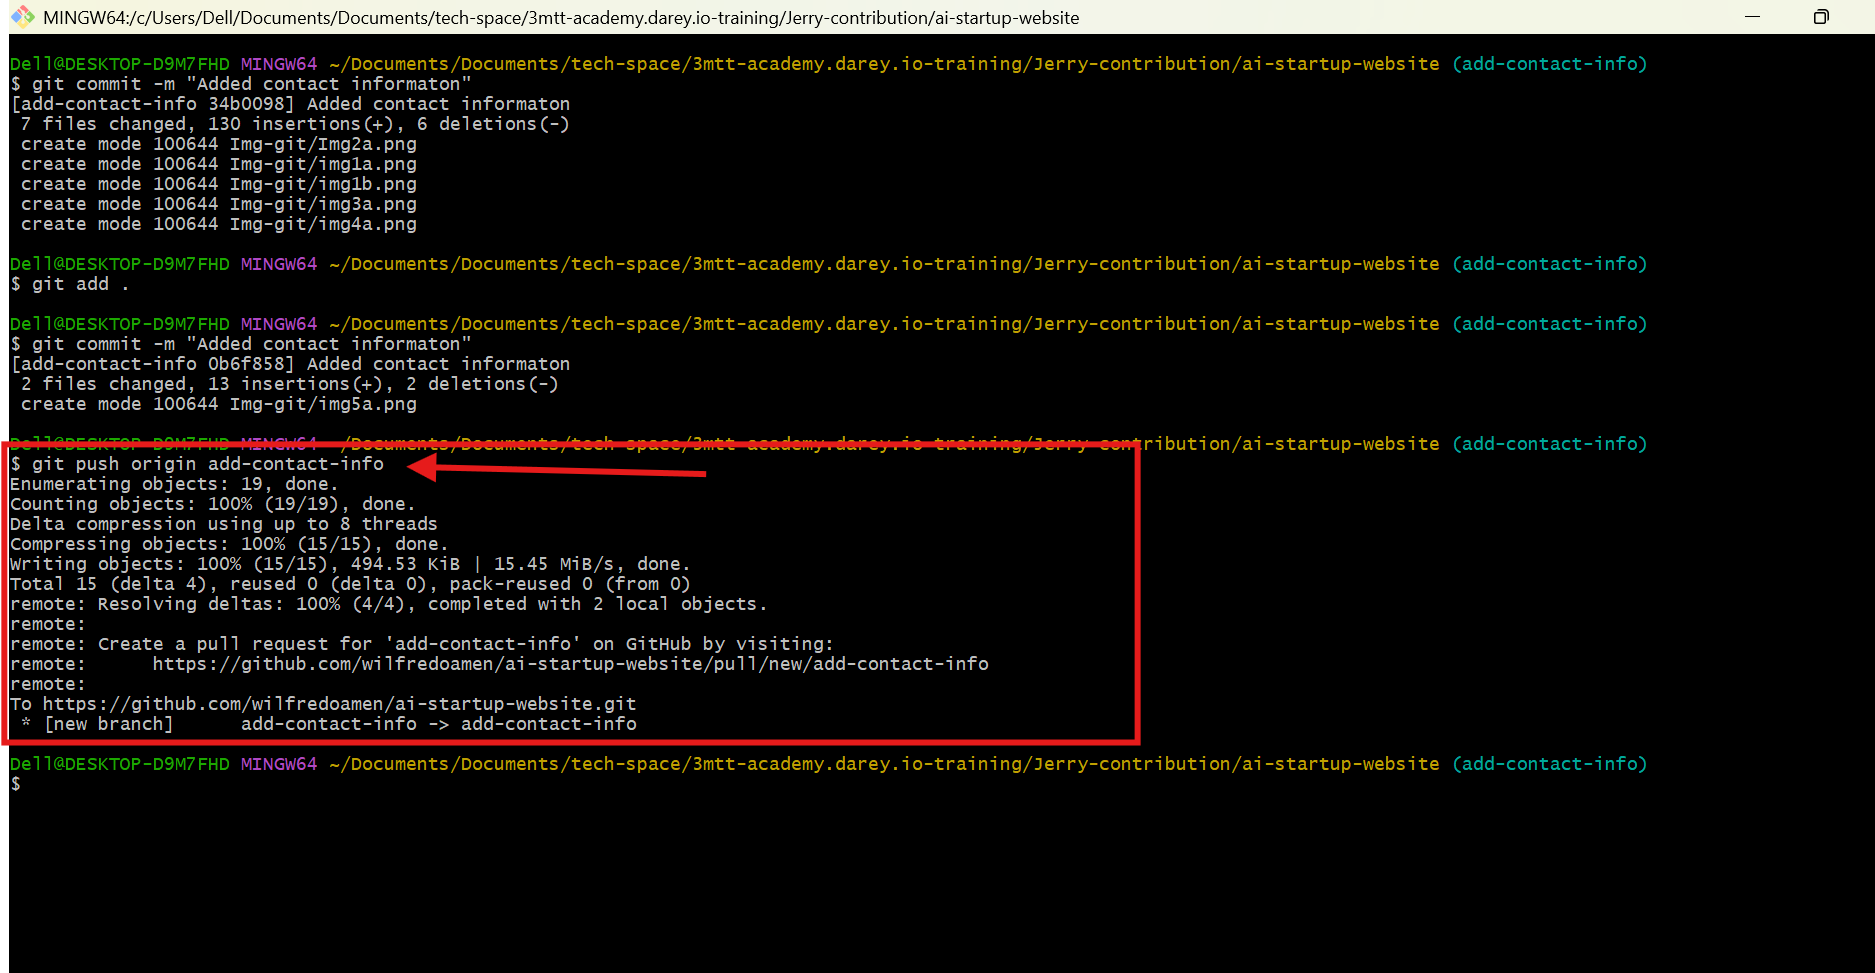 MINGW64:/c/Users/Dell/Documents/Documents/tech-space/3mtt-academy.darey.io-training/Jerry-contribution/ai-startup-website
Dell@DESKTOP-D9M7FHD MINGW64 ~/Documents/Documents/tech-space/3mtt-academy.darey.io-training/Jerry-contribution/ai-startup-website (add-contact-info)
$ git commit -m "Added contact informaton"
[add-contact-info 34b0098] Added contact informaton
 7 files changed, 130 insertions(+), 6 deletions(-)
 create mode 100644 Img-git/Img2a.png
 create mode 100644 Img-git/img1a.png
 create mode 100644 Img-git/img1b.png
 create mode 100644 Img-git/img3a.png
 create mode 100644 Img-git/img4a.png
Dell@DESKTOP-D9M7FHD MINGW64 ~/Documents/Documents/tech-space/3mtt-academy.darey.io-training/Jerry-contribution/ai-startup-website (add-contact-info)
$ git add .
Dell@DESKTOP-D9M7FHD MINGW64 ~/Documents/Documents/tech-space/3mtt-academy.darey.io-training/Jerry-contribution/ai-startup-website (add-contact-info)
$ git commit -m "Added contact informaton"
[add-contact-info 0b6f858] Added contact informaton
 2 files changed, 13 insertions(+), 2 deletions(-)
 create mode 100644 Img-git/img5a.png
Dell@DESKTOP-D9M7FHD MINGW64 ~/Documents/Documents/tech-space/3mtt-academy.darey.io-training/Jerry-contribution/ai-startup-website (add-contact-info)
$ git push origin add-contact-info
Enumerating objects: 19, done.
Counting objects: 100% (19/19), done.
Delta compression using up to 8 threads
Compressing objects: 100% (15/15), done.
Writing objects: 100% (15/15), 494.53 KiB | 15.45 MiB/s, done.
Total 15 (delta 4), reused 0 (delta 0), pack-reused 0 (from 0)
remote: Resolving deltas: 100% (4/4), completed with 2 local objects.
remote:
remote: Create a pull request for 'add-contact-info' on GitHub by visiting:
remote:      https://github.com/wilfredoamen/ai-startup-website/pull/new/add-contact-info
remote:
To https://github.com/wilfredoamen/ai-startup-website.git
 * [new branch]      add-contact-info -> add-contact-info
Dell@DESKTOP-D9M7FHD MINGW64 ~/Documents/Documents/tech-space/3mtt-academy.darey.io-training/Jerry-contribution/ai-startup-website (add-contact-info)
$